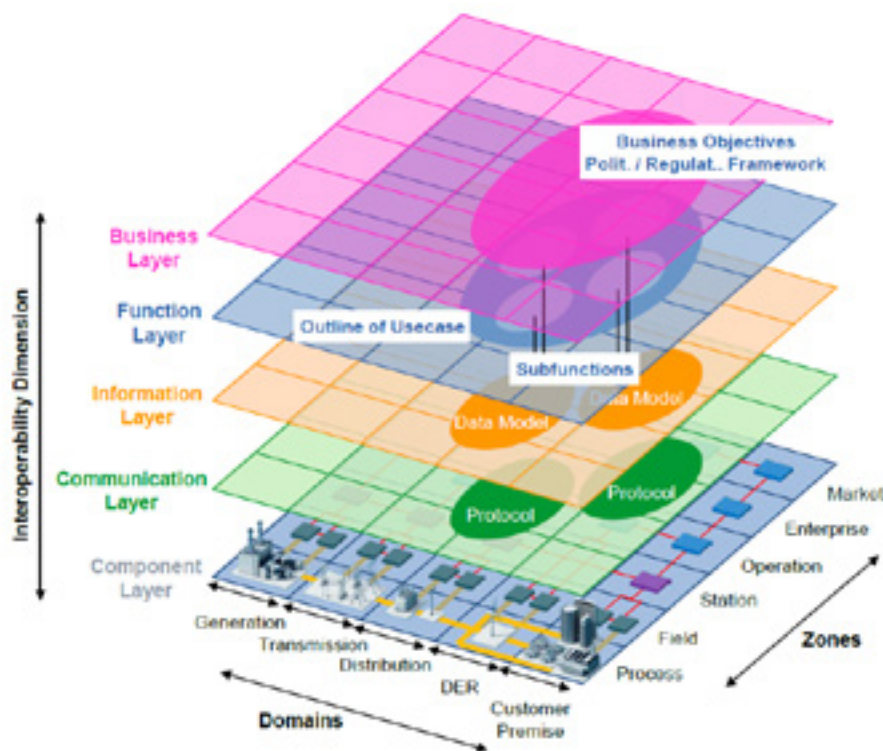 Business Objectives
Polit. / Regulat.. Framework
Business
Layer
Function
Layer
Outline of Usecase
Subfunctions
Information
Layer
Data Model
Data Model
Communication
Layer
Protocol
Protocol
Component
Layer
Interoperability Dimension
Generation
Transmission
Distribution
DER
Customer
Premise
Domains
Market
Enterprise
Operation
Station
Field
Process
Zones